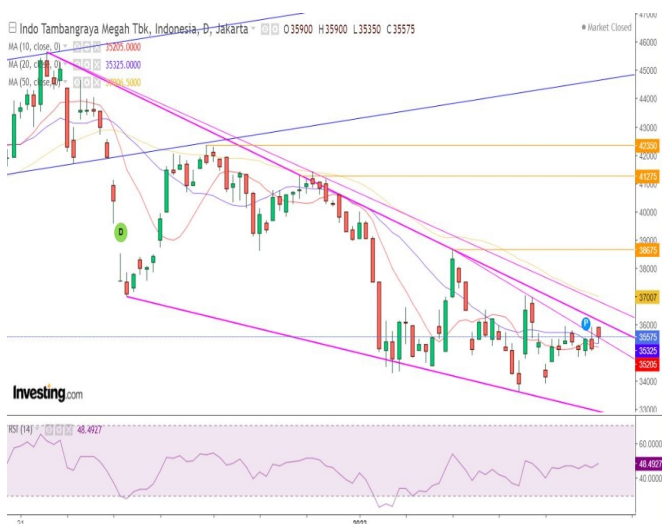 Indo Tambangraya Megah Tbk, Indonesia, D, Jakarta O35900 H35900 L35350 C35575
Market Closed
MA (10, close, 0) 35205.0000
MA (20, close, 0) 35325.0000
MA (50, close, 0)
47000
45000
44000
43000
42350
42000
41275
40000
39000
38675
38000
37007
36000
35575
35325
35205
34000
33000
D
P
Investing.com
RSI (14) 48.4927
60.0000
48.4927
40.0000
21
2022